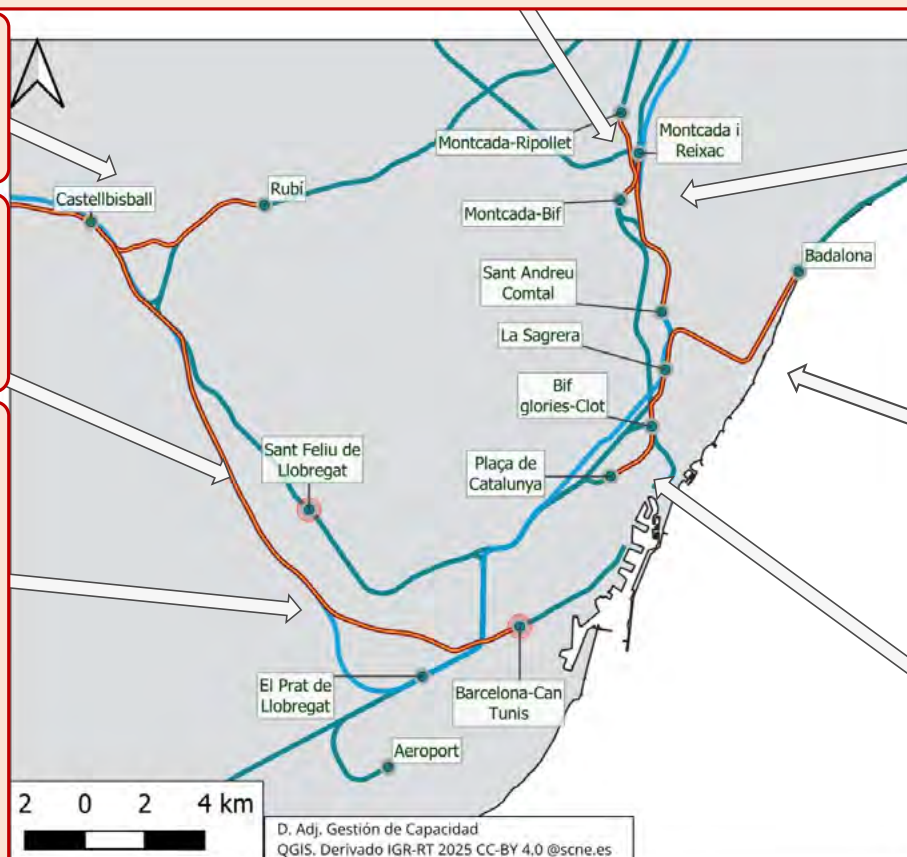 Montcada-Ripollet
Montcada i
Reixac
Castellbisball
Rubí
Montcada-Bif
Badalona
Sant Andreu
Comtal
La Sagrera
Bif
glories-Clot
Sant Feliu de
Llobregat
Plaça de
Catalunya
El Prat de
Llobregat
Barcelona-Can
Tunis
Aeroport
2 0 2 4 km
D. Adj. Gestión de Capacidad
QGIS. Derivado IGR-RT 2025 CC-BY 4.0 @scne.es